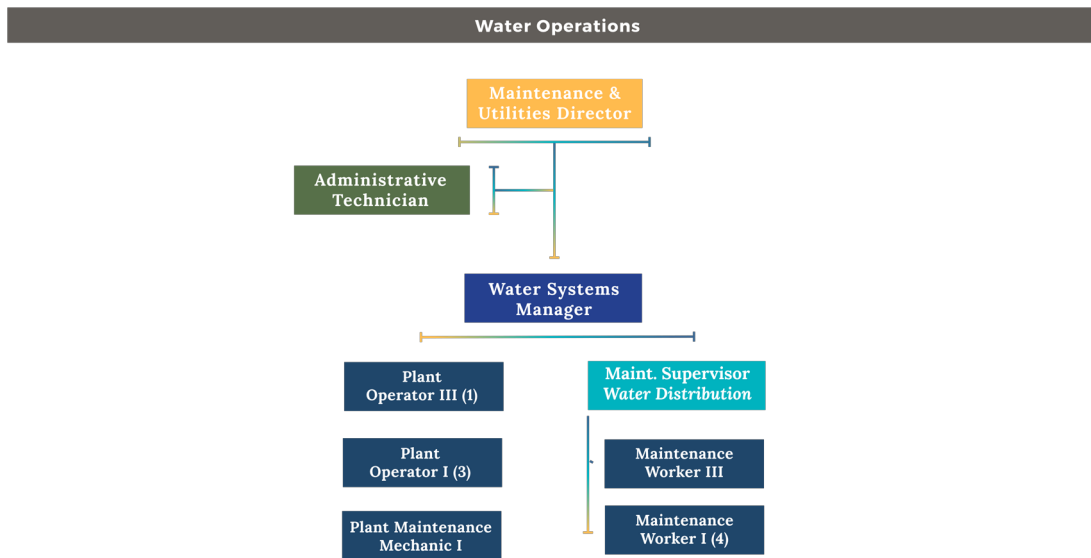 Water Operations
Maintenance &
Utilities Director
Administrative
Technician
Water Systems
Manager
Plant
Operator III (1)
Maint. Supervisor
Water Distribution
Plant
Operator I (3)
Maintenance
Worker III
Plant Maintenance
Mechanic I
Maintenance
Worker I (4)